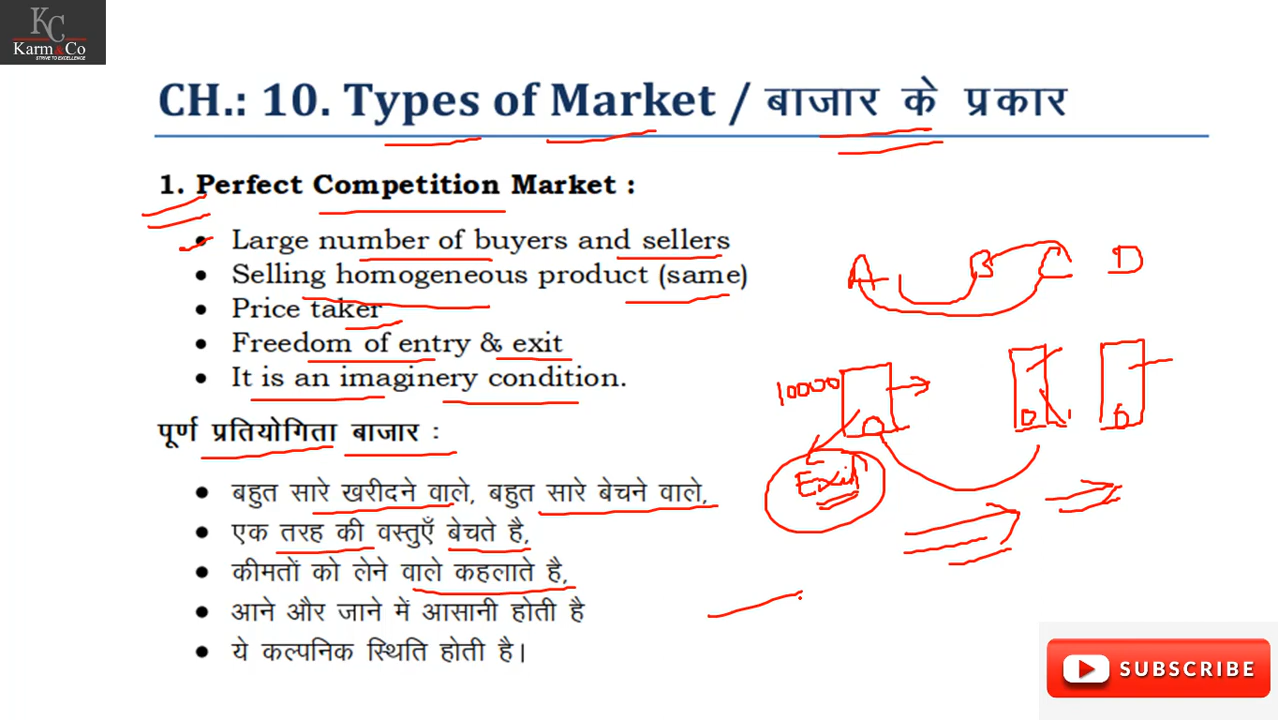 KC
Karm&Co
STRIVE TO EXCELLENCE
CH.: 10. Types of Market / बाजार के प्रकार
1. Perfect Competition Market :
• Large number of buyers and sellers
• Selling homogeneous product (same)
• Price taker
• Freedom of entry & exit
• It is an imaginery condition.
पूर्ण प्रतियोगिता बाजार :
• बहुत सारे खरीदने वाले, बहुत सारे बेचने वाले,
• एक तरह की वस्तुएँ बेचते है,
• कीमतों को लेने वाले कहलाते है,
• आने और जाने में आसानी होती है
• ये कल्पनिक स्थिति होती है।
A B C D
10000
Exit
SUBSCRIBE